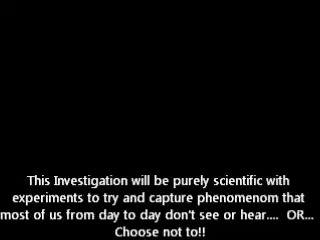 This Investigation will be purely scientific with
experiments to try and capture phenomenom that
most of us from day to day don't see or hear.... OR...
Choose not to!!